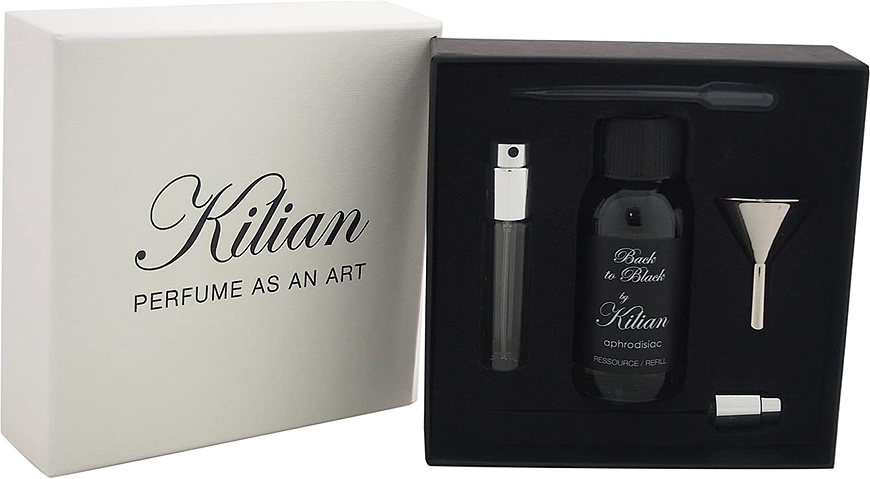 Kilian
PERFUME AS AN ART
Back
to Black
by
Kilian
aphrodisiac
RESSOURCE / REFILL